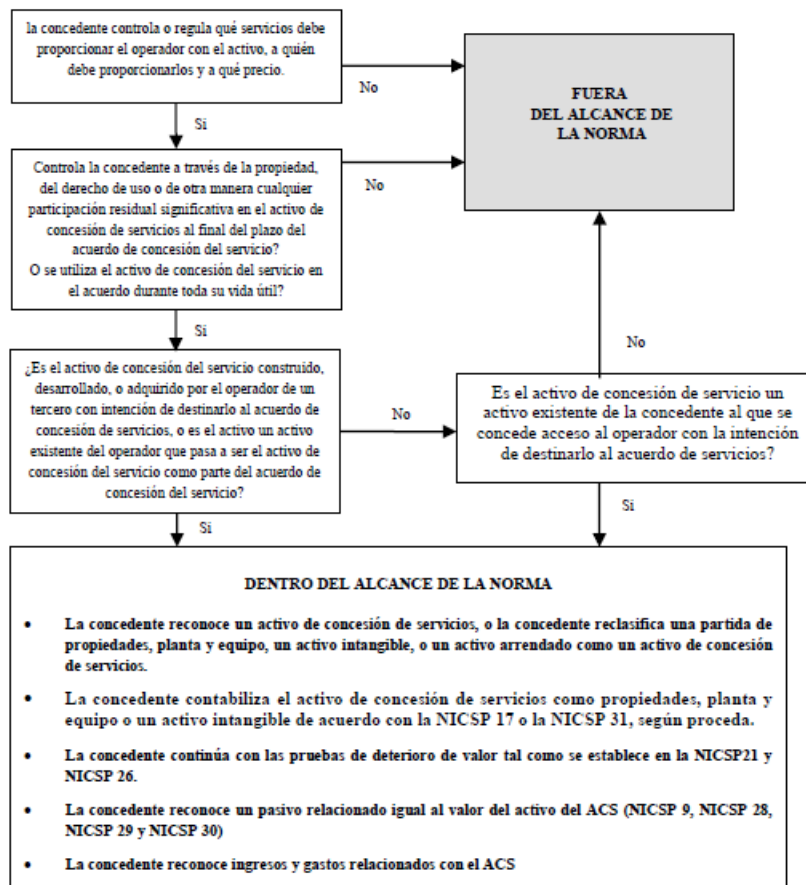 la concedente controla o regula qué servicios debe
proporcionar el operador con el activo, a quién
debe proporcionarlos y a qué precio.
No
FUERA
DEL ALCANCE DE
LA NORMA
Si
Controla la concedente a través de la propiedad,
del derecho de uso o de otra manera cualquier
participación residual significativa en el activo de
concesión de servicios al final del plazo del
acuerdo de concesión del servicio?
O se utiliza el activo de concesión del servicio en
el acuerdo durante toda su vida útil?
No
Si
No
¿Es el activo de concesión del servicio construido,
desarrollado, o adquirido por el operador de un
tercero con intención de destinarlo al acuerdo de
concesión de servicios, o es el activo un activo
existente del operador que pasa a ser el activo de
concesión del servicio como parte del acuerdo de
concesión del servicio?
No
Es el activo de concesión de servicio un
activo existente de la concedente al que se
concede acceso al operador con la intención
de destinarlo al acuerdo de servicios?
Si
Si
DENTRO DEL ALCANCE DE LA NORMA
• La concedente reconoce un activo de concesión de servicios, o la concedente reclasifica una partida de
propiedades, planta y equipo, un activo intangible, o un activo arrendado como un activo de concesión
de servicios.
• La concedente contabiliza el activo de concesión de servicios como propiedades, planta y
equipo o un activo intangible de acuerdo con la NICSP 17 o la NICSP 31, según proceda.
• La concedente continúa con las pruebas de deterioro de valor tal como se establece en la NICSP21 y
NICSP 26.
• La concedente reconoce un pasivo relacionado igual al valor del activo del ACS (NICSP 9, NICSP 28,
NICSP 29 y NICSP 30)
• La concedente reconoce ingresos y gastos relacionados con el ACS